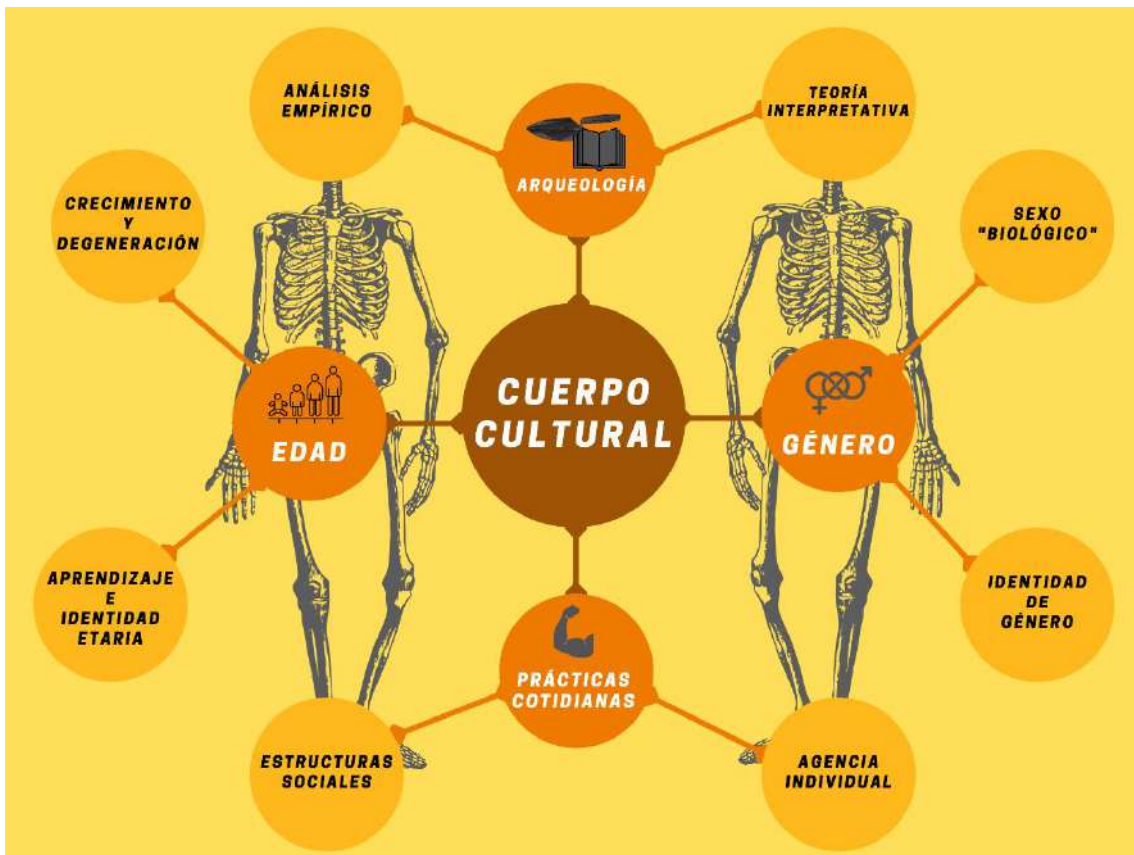 ANÁLISIS
EMPÍRICO
ARQUEOLOGÍA
TEORÍA
INTERPRETATIVA
CRECIMIENTO
Y
DEGENERACIÓN
SEXO
"BIOLÓGICO"
EDAD
CUERPO
CULTURAL
GÉNERO
APRENDIZAJE
E
IDENTIDAD
ETARIA
IDENTIDAD
DE
GÉNERO
PRÁCTICAS
COTIDIANAS
ESTRUCTURAS
SOCIALES
AGENCIA
INDIVIDUAL